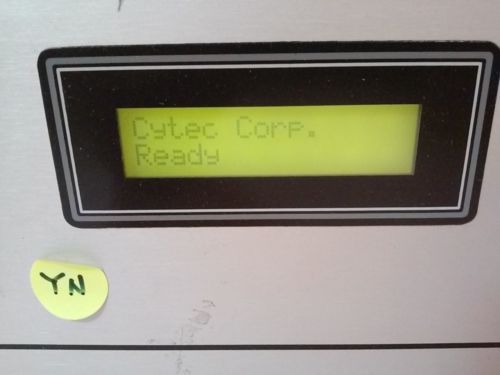 Cytec Corp.
Ready
YN